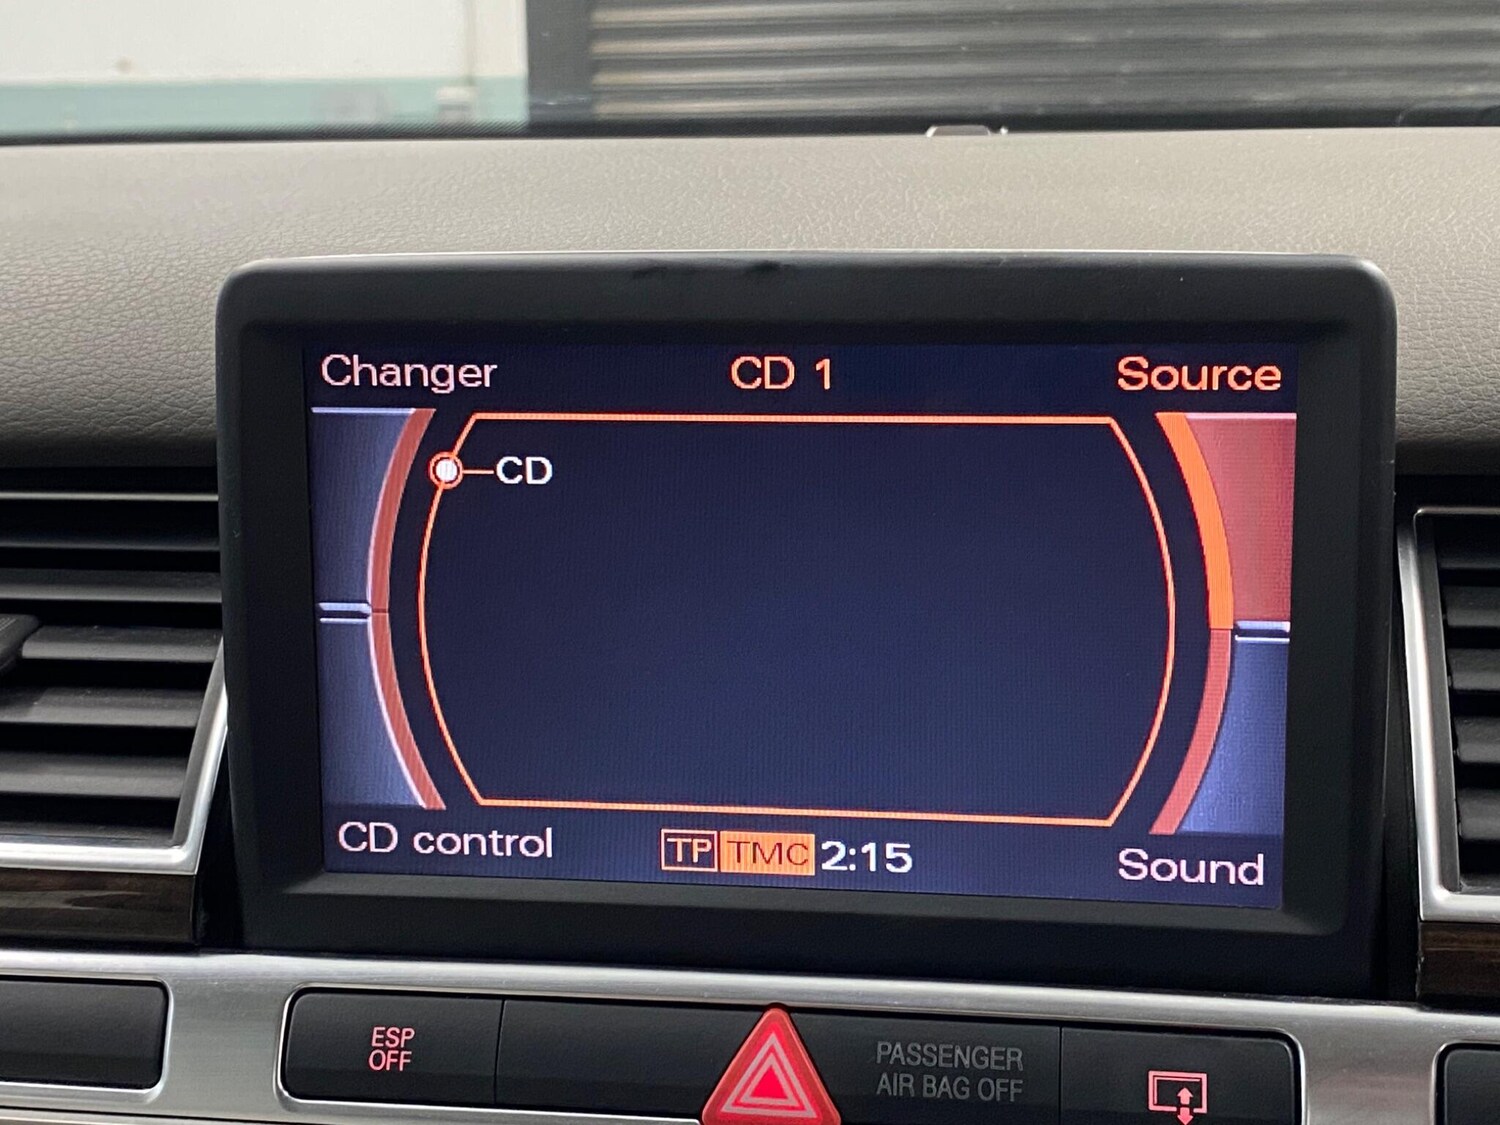 Changer
CD 1
Source
CD
CD control
TP TMC 2:15
Sound
ESP
OFF
PASSENGER
AIR BAG OFF